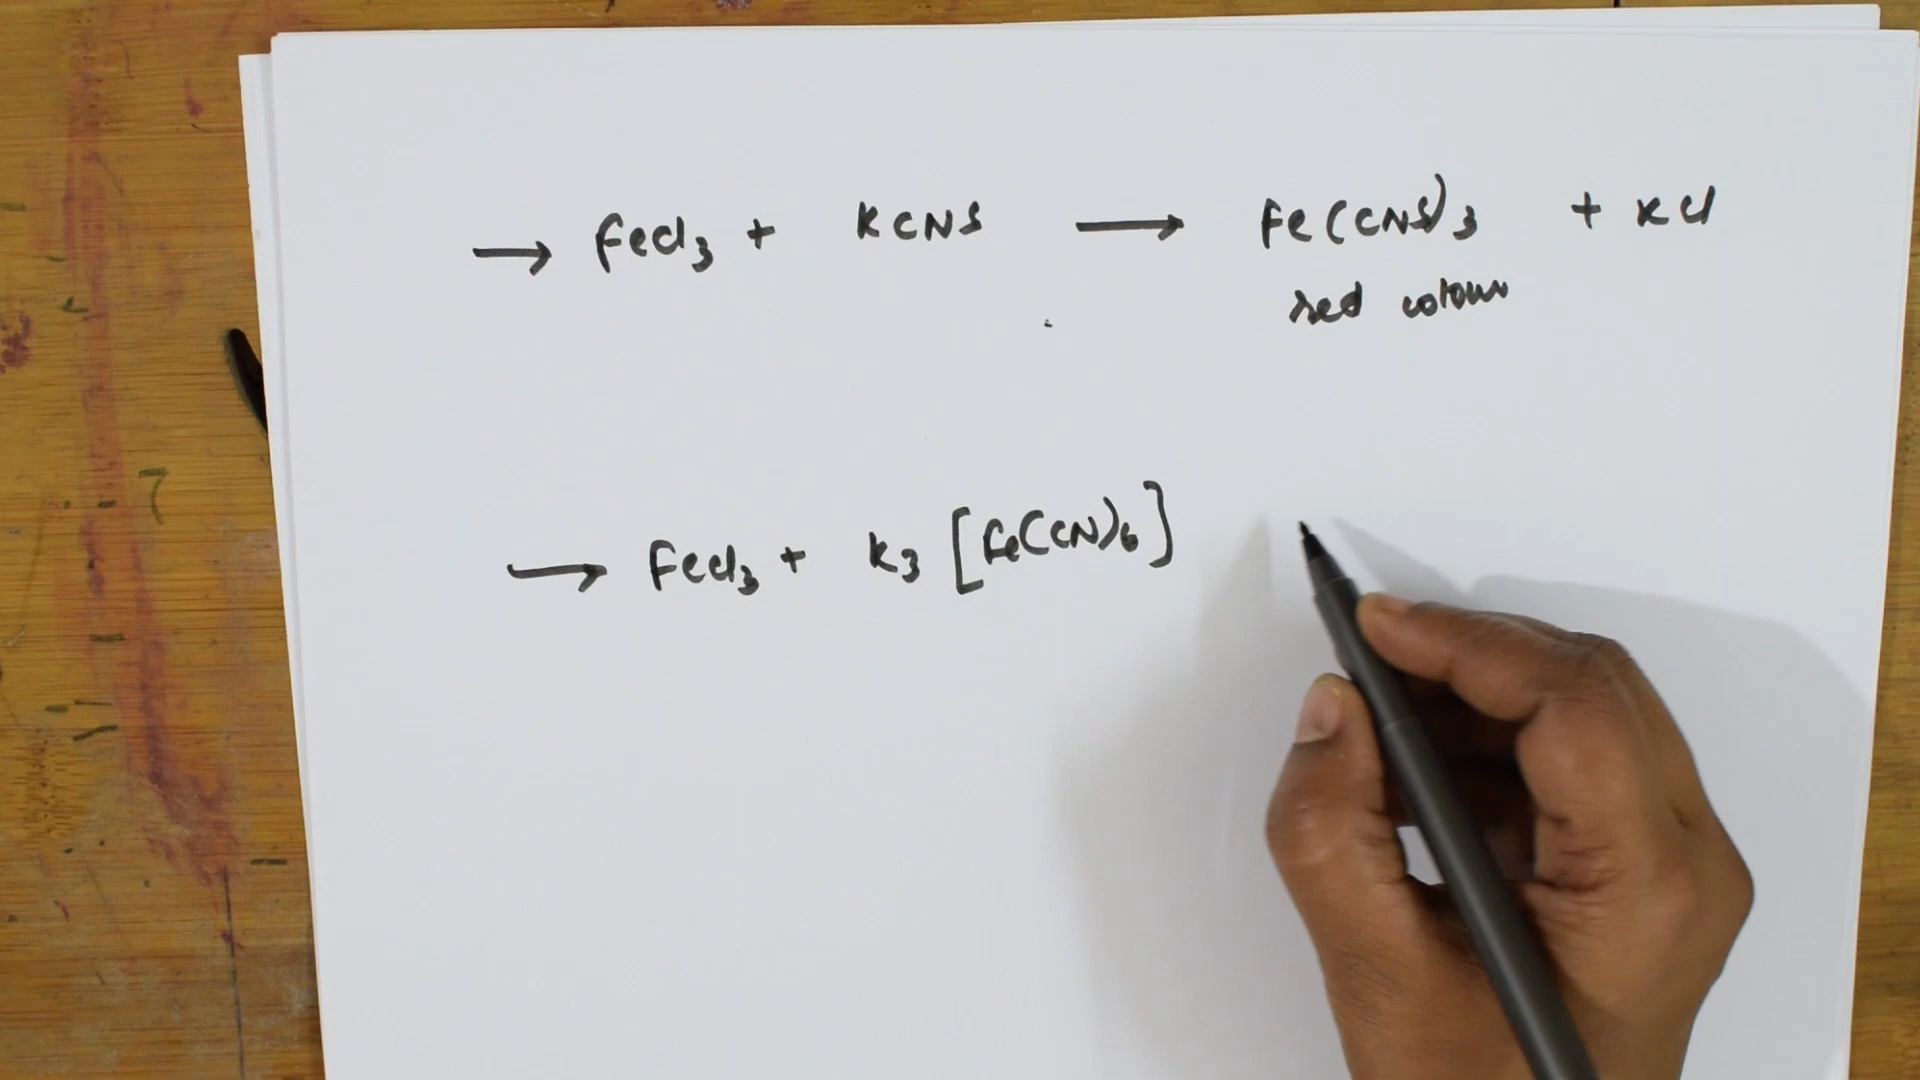 → FeCl₃ + KCNS → Fe(CNS)₃ + KCl
red colour
→ FeCl₃ + K₃ [Fe(CN)₆]